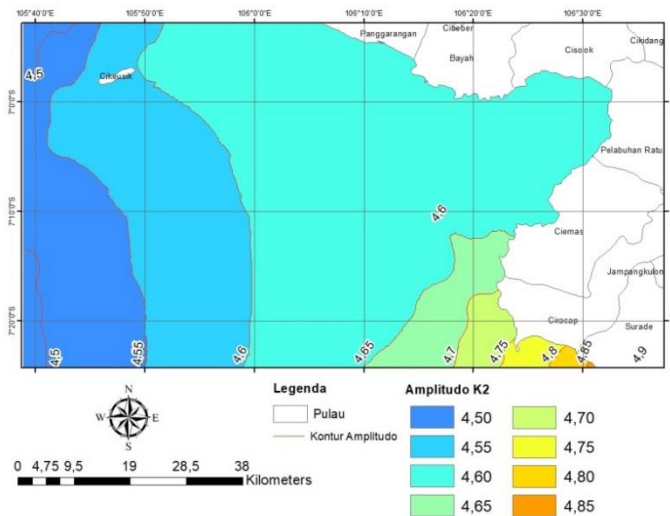 105°40'0"E 105°50'0"E 106°0'0"E 106°10'0"E 106°20'0"E 106°30'0"E
Panggarangan
Cibeber
Bayah
Cisolok
Cikidang
4,5
Cikeusik
7°0'0"S
Pelabuhan Ratu
7°10'0"S
4,6
Ciemas
Jampangkulon
7°20'0"S
Ciracap
Surade
4,5 4,55 4,6 4,65 4,7 4,75 4,8 4,85 4,9
N
W E
S
Legenda
Pulau
Kontur Amplitudo
Amplitudo K2
4,50 4,70
4,55 4,75
4,60 4,80
4,65 4,85
0 4,75 9,5 19 28,5 38
Kilometers